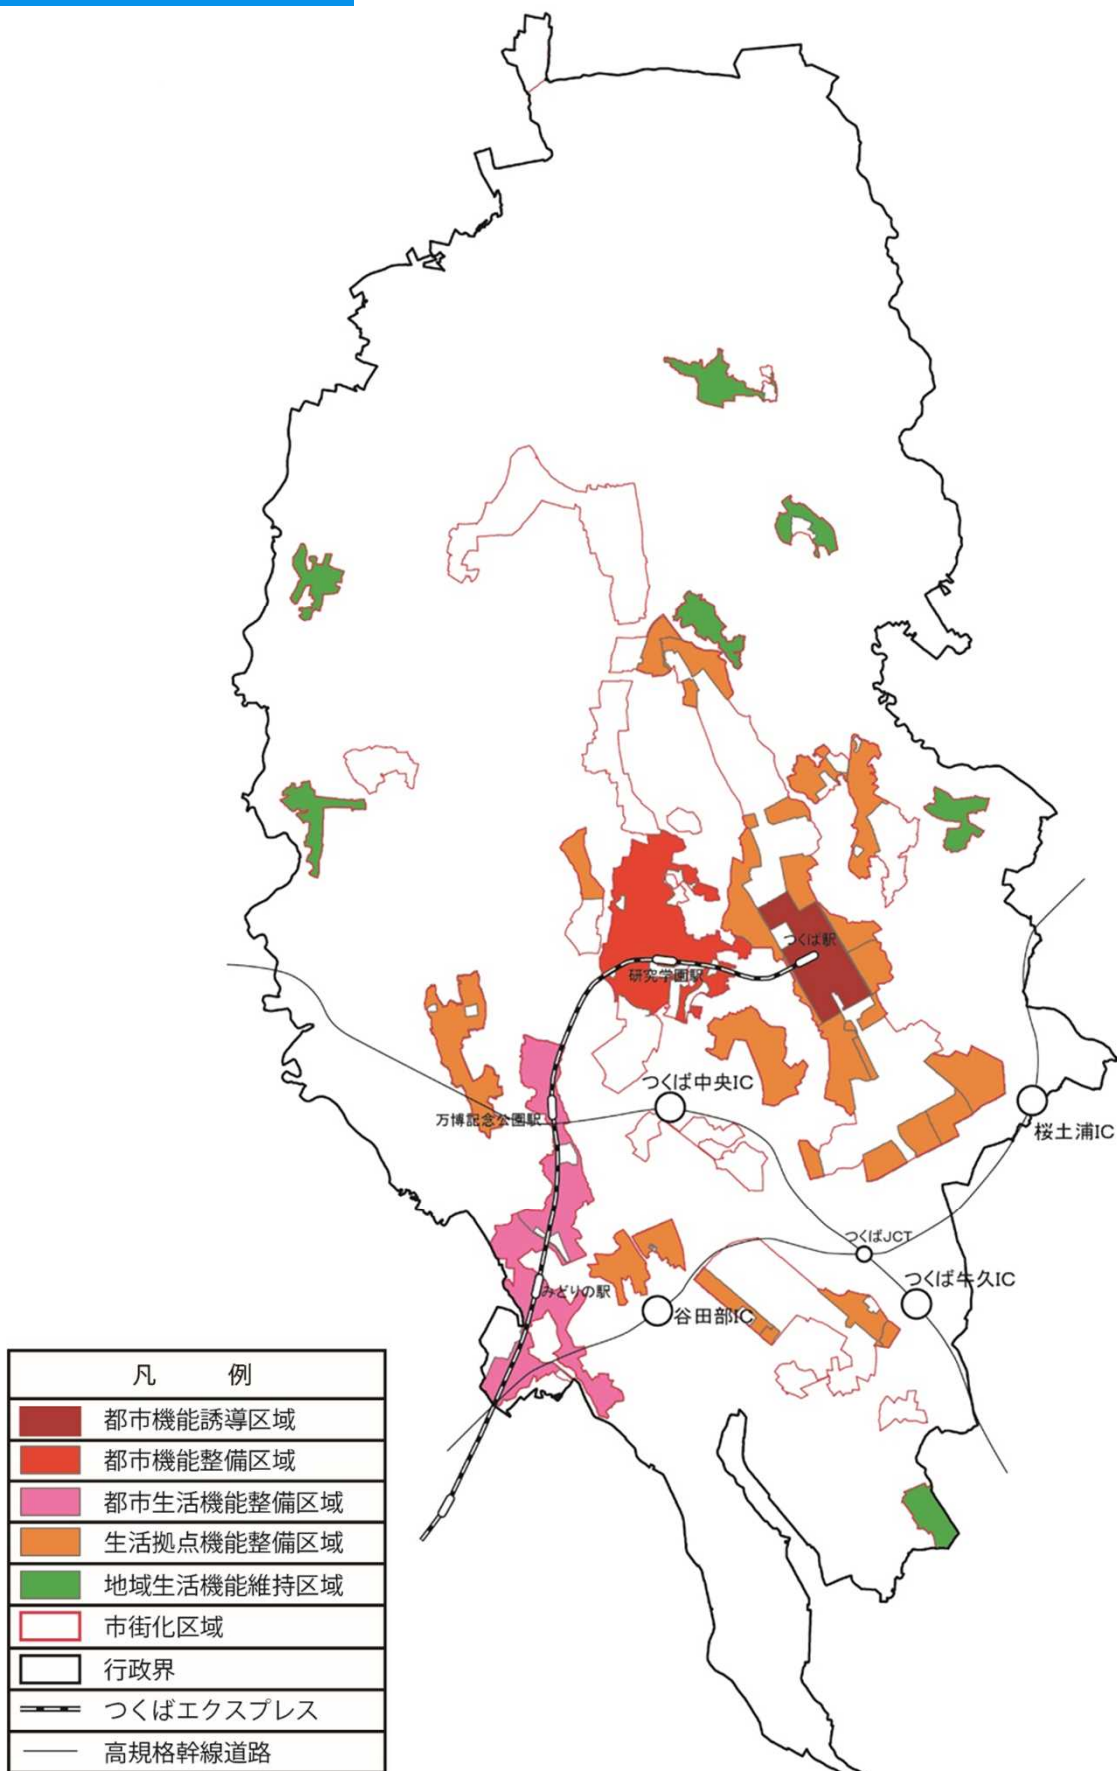 つくば駅
研究学園駅
つくば中央IC
万博記念公園駅
桜土浦IC
つくばJCT
つくば牛久IC
みどりの駅
谷田部IC
凡　例
都市機能誘導区域
都市機能整備区域
都市生活機能整備区域
生活拠点機能整備区域
地域生活機能維持区域
市街化区域
行政界
つくばエクスプレス
高規格幹線道路